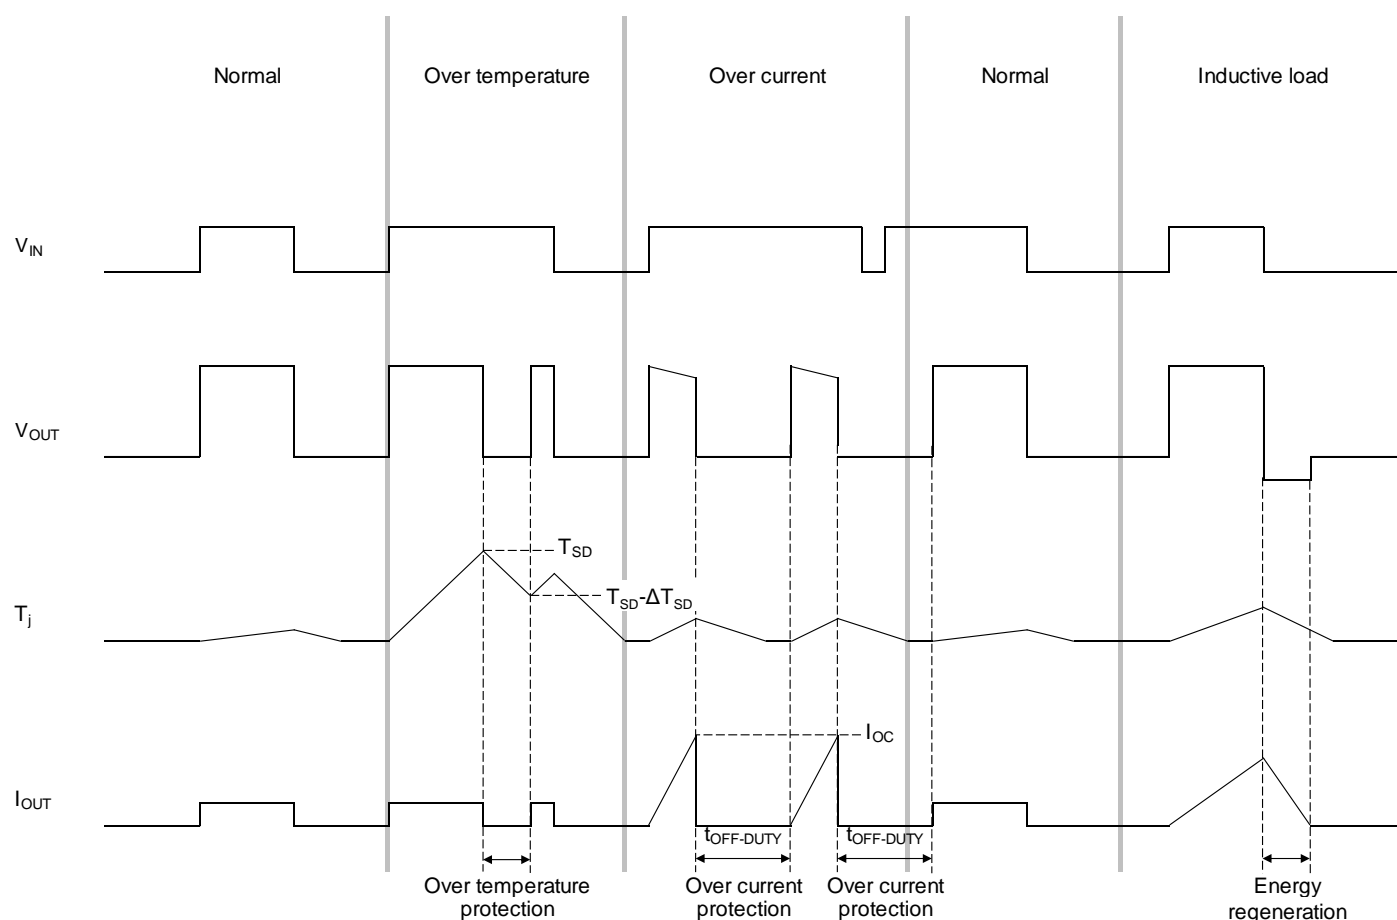 Normal
Over temperature
Over current
Normal
Inductive load
VIN
VOUT
TSD
TSD-ΔTSD
Tj
IOC
IOUT
tOFF-DUTY
tOFF-DUTY
Over temperature
protection
Over current
protection
Over current
protection
Energy
regeneration